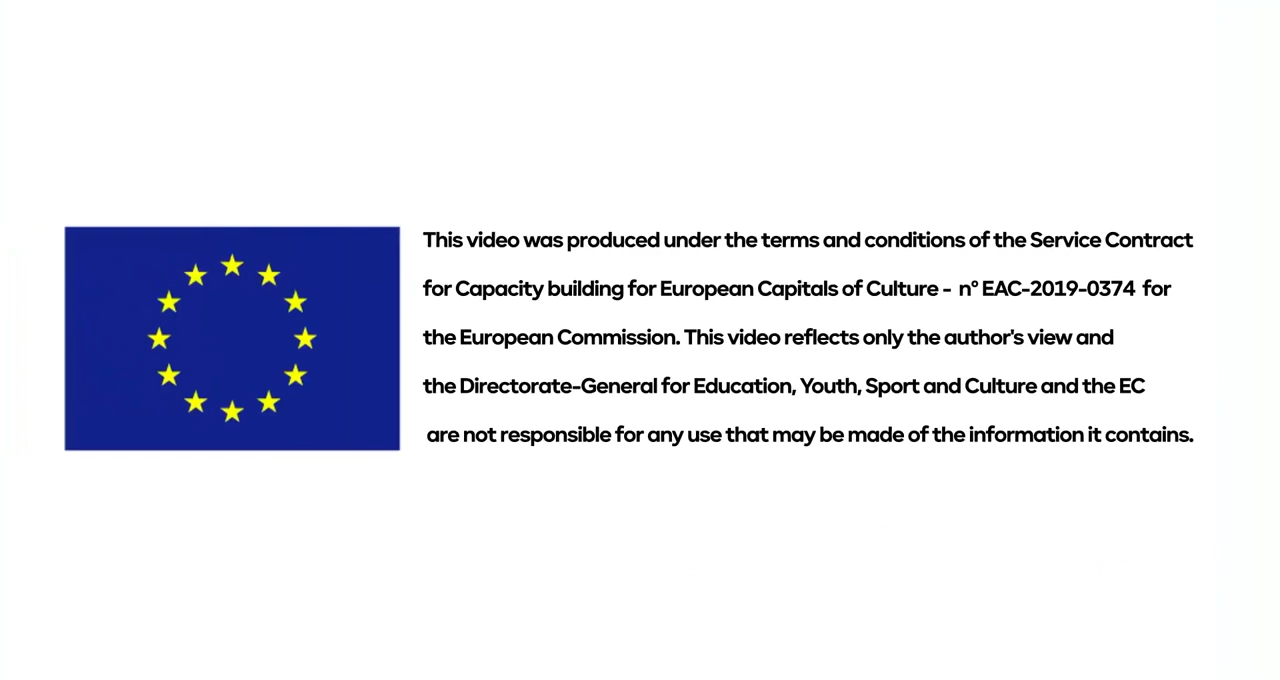 This video was produced under the terms and conditions of the Service Contract
for Capacity building for European Capitals of Culture - n° EAC-2019-0374 for
the European Commission. This video reflects only the author's view and
the Directorate-General for Education, Youth, Sport and Culture and the EC
are not responsible for any use that may be made of the information it contains.